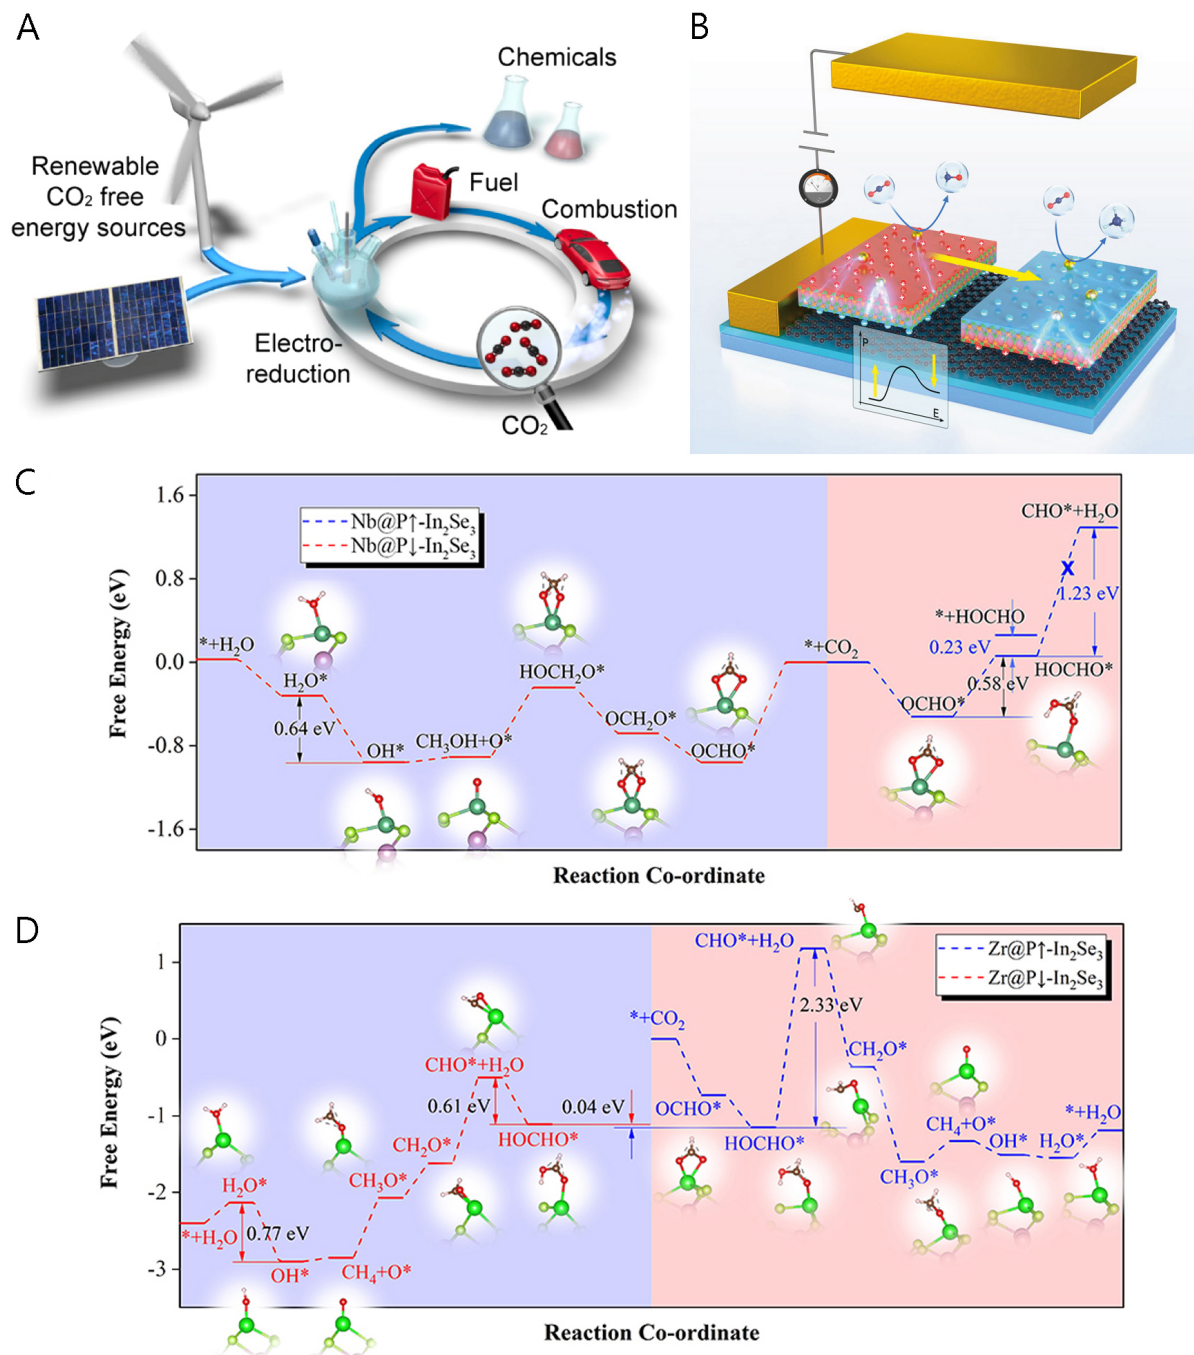 A
Chemicals
Renewable
CO₂ free
energy sources
Fuel
Combustion
Electro-
reduction
CO₂
B
P
E
C
Free Energy (eV)
1.6
0.8
0.0
-0.8
-1.6
Nb@P↑-In₂Se₃
Nb@P↓-In₂Se₃
*+H₂O
H₂O*
0.64 eV
OH*
CH₃OH+O*
HOCH₂O*
OCH₂O*
OCHO*
*+CO₂
OCHO*
*+HOCHO
0.23 eV
0.58 eV
HOCHO*
CHO*+H₂O
X
1.23 eV
Reaction Co-ordinate
D
Free Energy (eV)
1
0
-1
-2
-3
Zr@P↑-In₂Se₃
Zr@P↓-In₂Se₃
*+H₂O
H₂O*
0.77 eV
OH*
CH₄+O*
CH₃O*
CH₂O*
CHO*+H₂O
0.61 eV
HOCHO*
0.04 eV
*+CO₂
OCHO*
HOCHO*
CHO*+H₂O
2.33 eV
CH₂O*
CH₃O*
CH₄+O*
OH*
H₂O*
*+H₂O
Reaction Co-ordinate